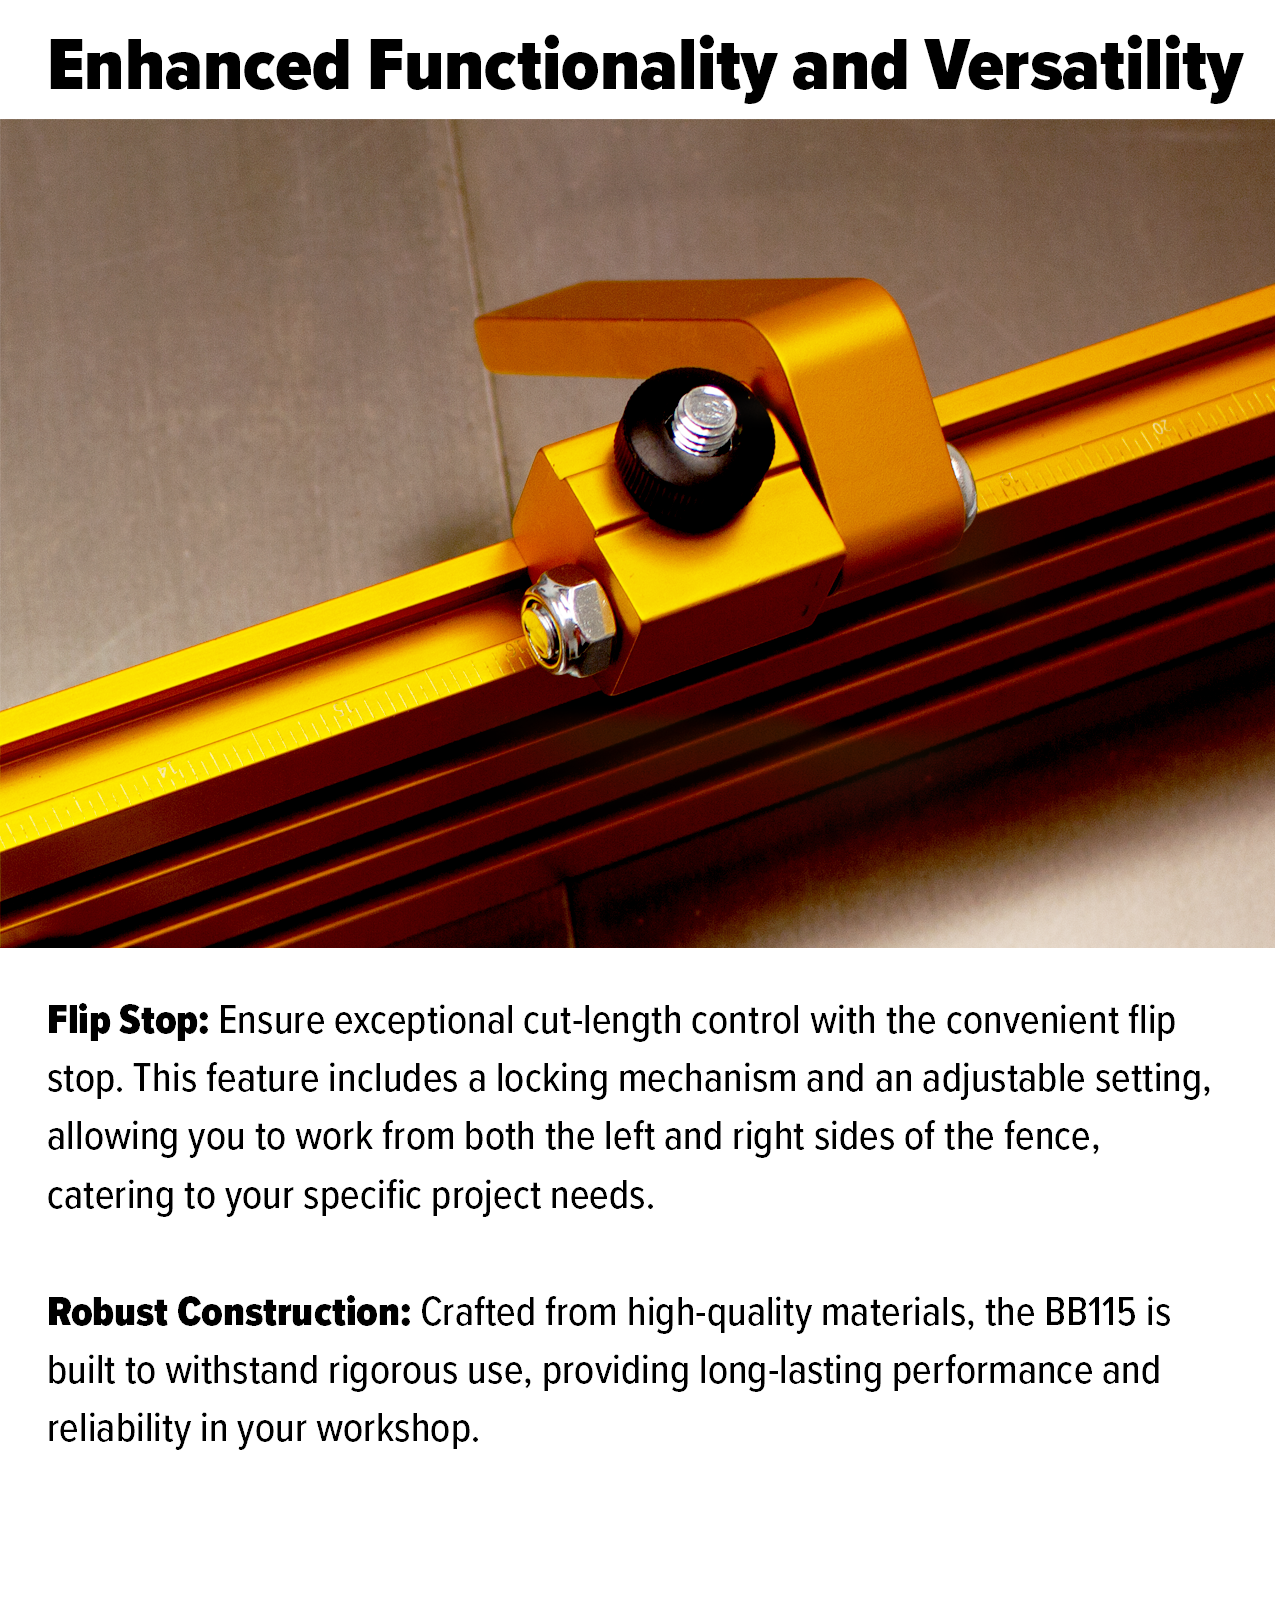 Enhanced Functionality and Versatility
20
15
Flip Stop: Ensure exceptional cut-length control with the convenient flip
stop. This feature includes a locking mechanism and an adjustable setting,
allowing you to work from both the left and right sides of the fence,
catering to your specific project needs.
Robust Construction: Crafted from high-quality materials, the BB115 is
built to withstand rigorous use, providing long-lasting performance and
reliability in your workshop.